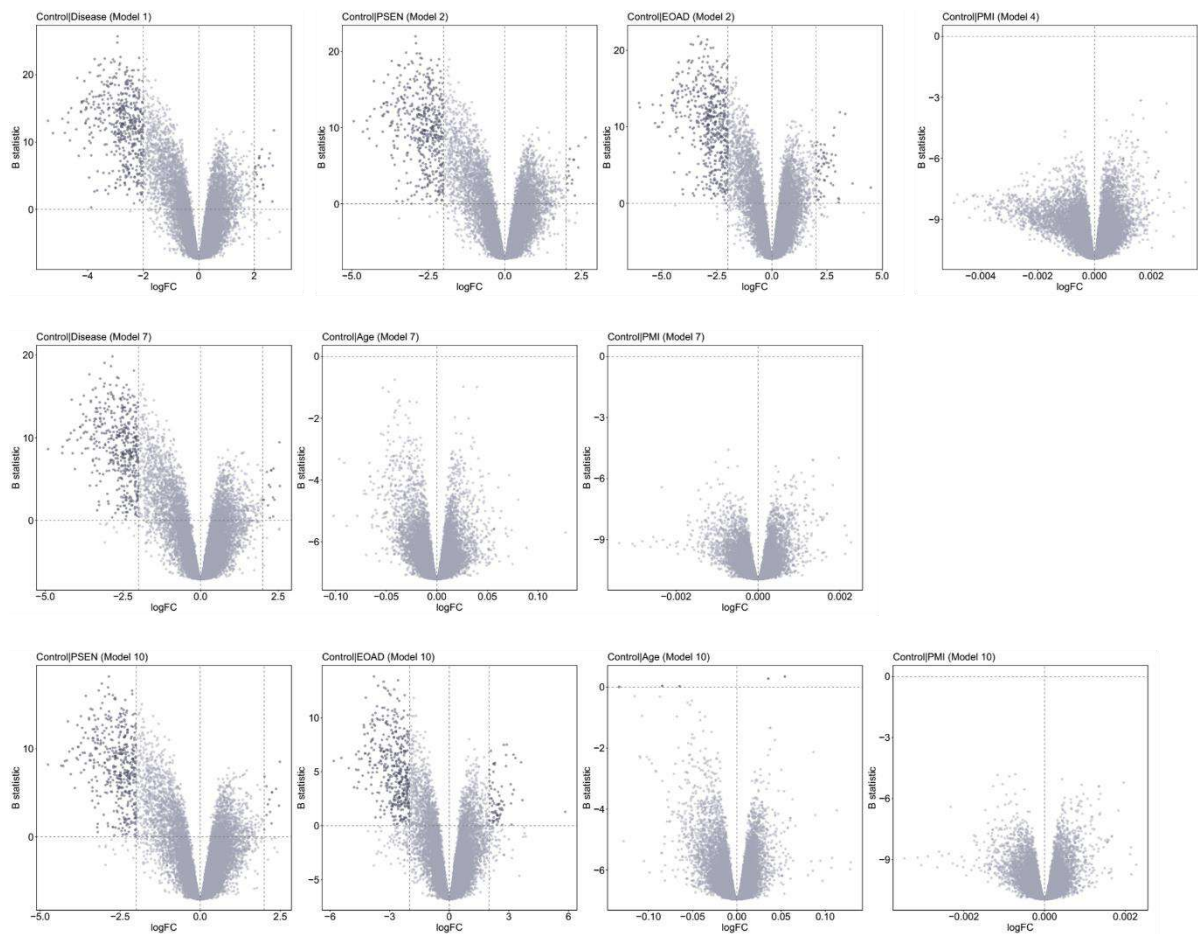 Control|Disease (Model 1)
B statistic
20
10
0
−4
−2
0
2
logFC
Control|PSEN (Model 2)
B statistic
20
10
0
−5.0
−2.5
0.0
2.5
logFC
Control|EOAD (Model 2)
B statistic
20
10
0
−5.0
−2.5
0.0
2.5
5.0
logFC
Control|PMI (Model 4)
B statistic
0
−3
−6
−9
−0.004
−0.002
0.000
0.002
logFC
Control|Disease (Model 7)
B statistic
20
10
0
−5.0
−2.5
0.0
2.5
logFC
Control|Age (Model 7)
B statistic
0
−2
−4
−6
−0.10
−0.05
0.00
0.05
0.10
logFC
Control|PMI (Model 7)
B statistic
0
−3
−6
−9
−0.002
0.000
0.002
logFC
Control|PSEN (Model 10)
B statistic
10
0
−5.0
−2.5
0.0
2.5
logFC
Control|EOAD (Model 10)
B statistic
10
5
0
−5
−6
−3
0
3
6
logFC
Control|Age (Model 10)
B statistic
0
−2
−4
−6
−0.10
−0.05
0.00
0.05
0.10
logFC
Control|PMI (Model 10)
B statistic
0
−3
−6
−9
−0.002
0.000
0.002
logFC